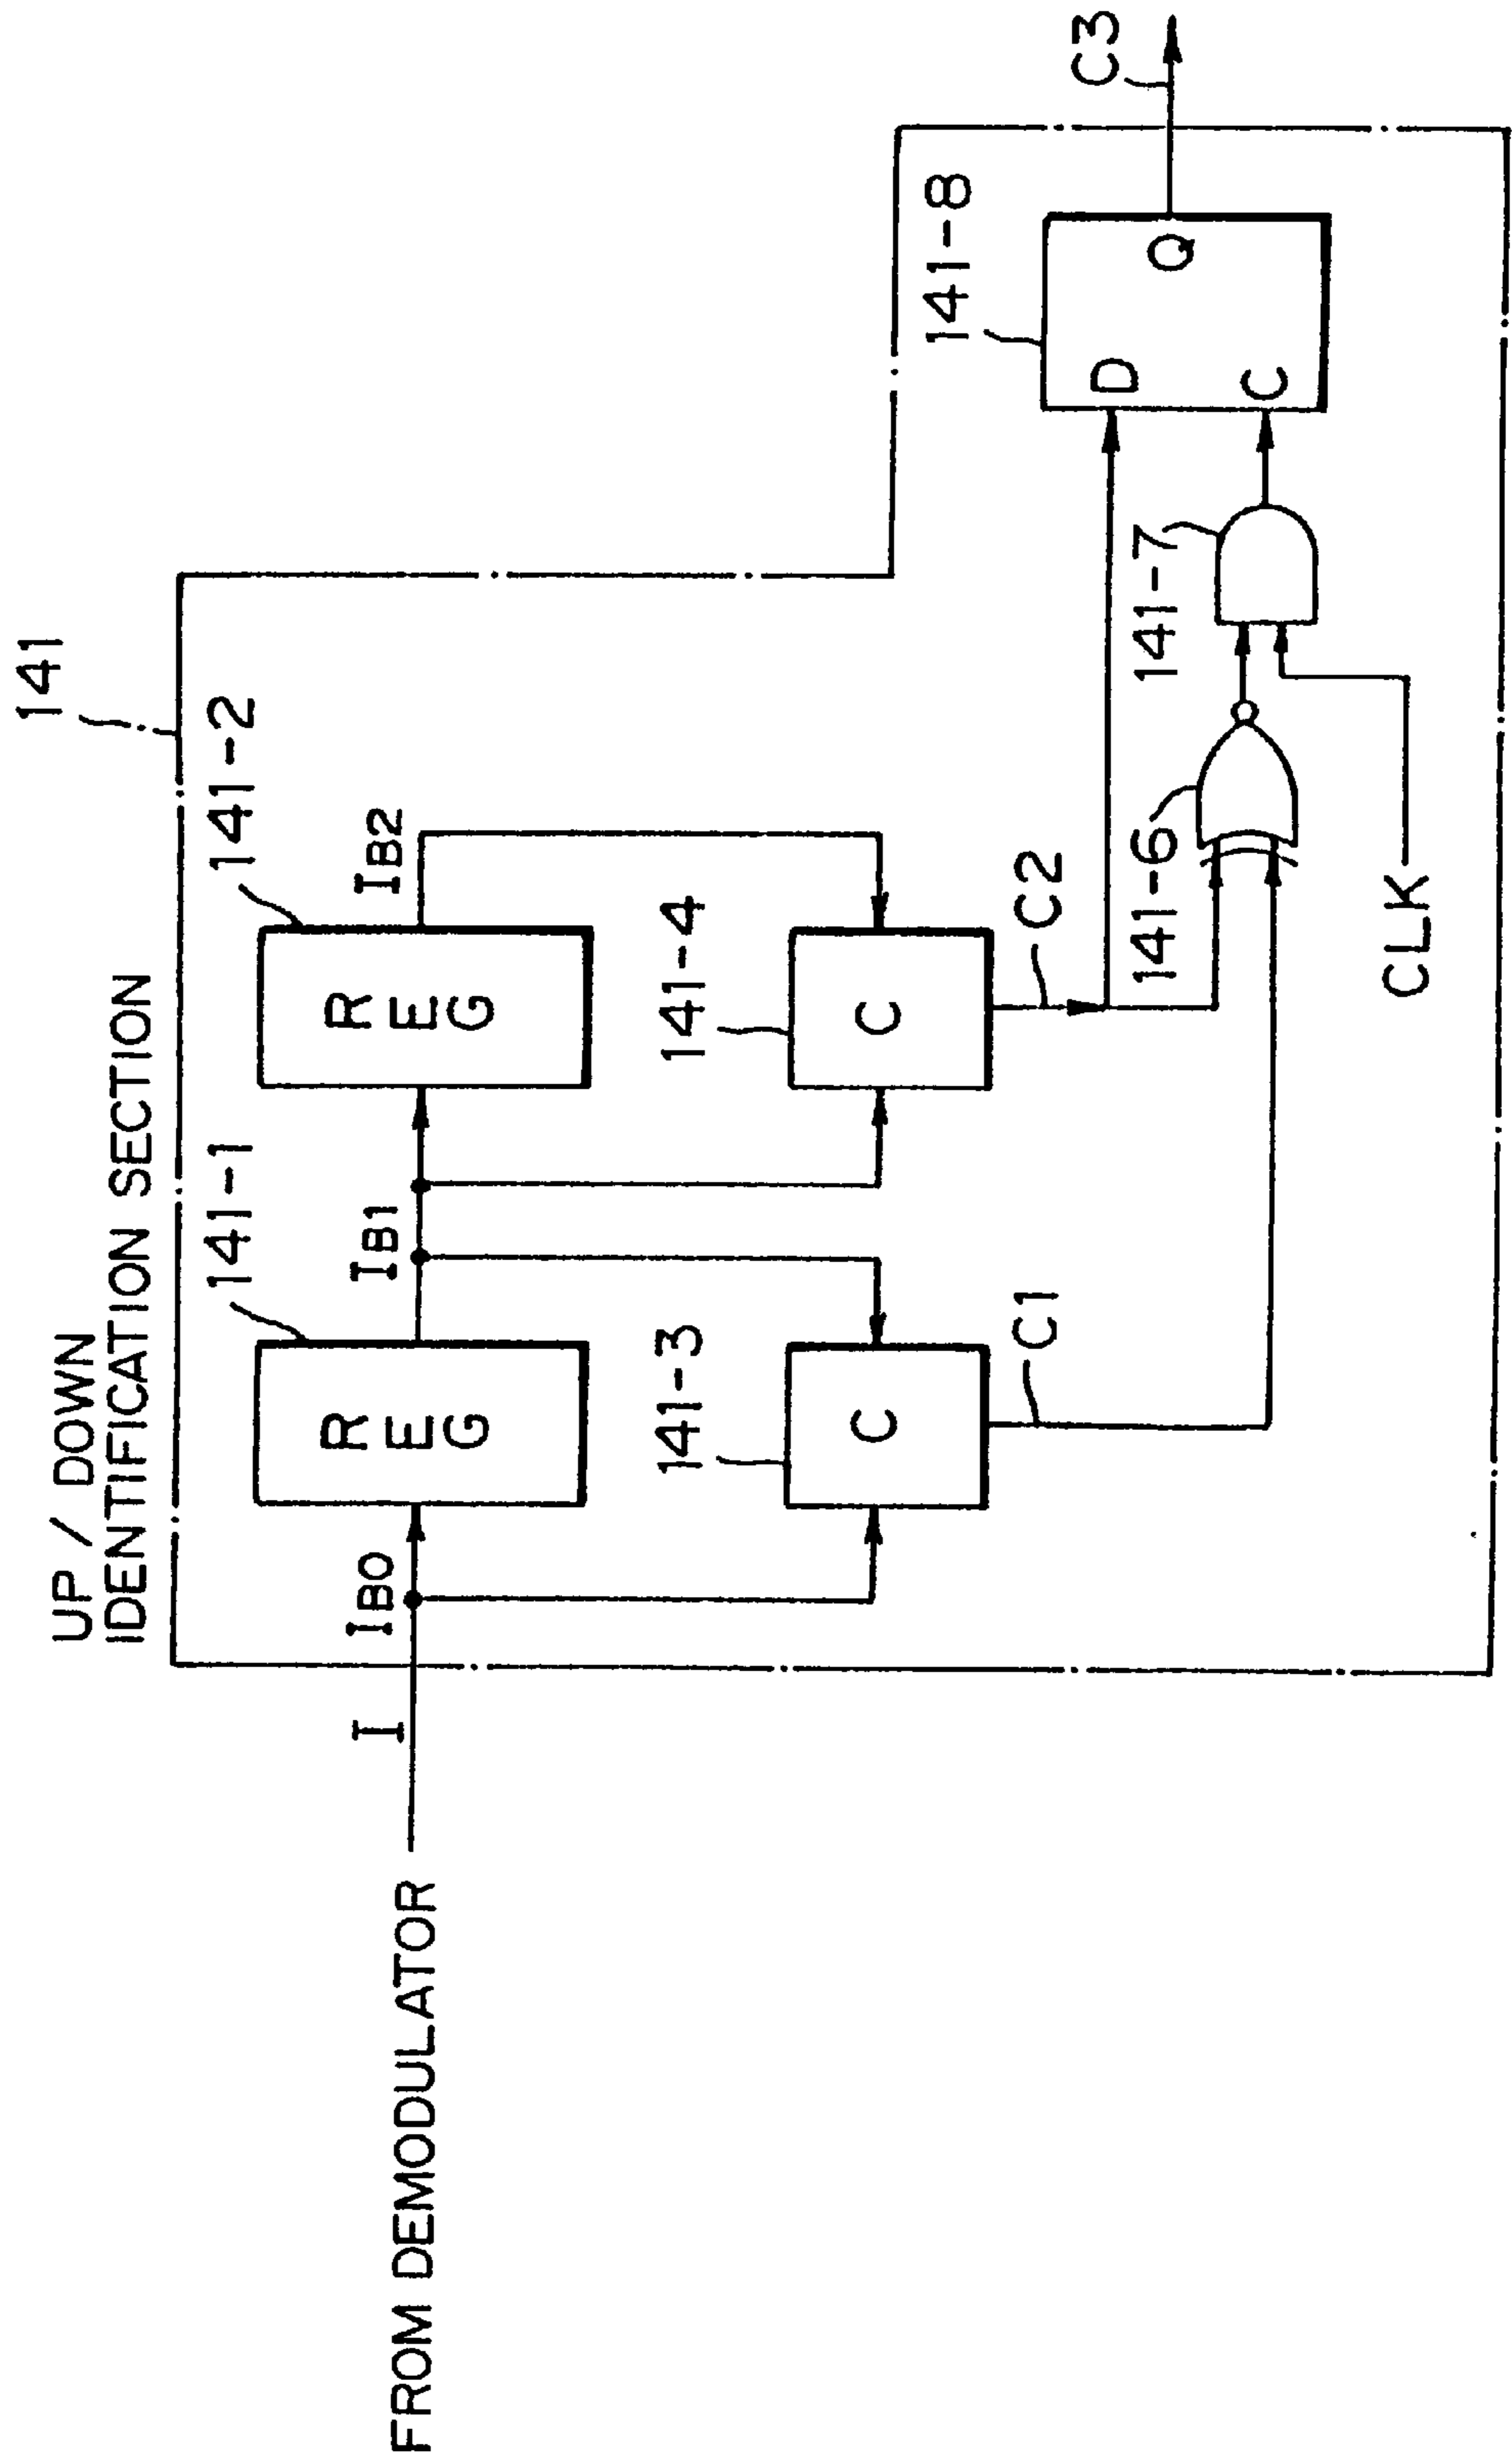 UP / DOWN
IDENTIFICATION SECTION
141
141-1
141-2
FROM DEMODULATOR
I
IB0
REG
IB1
REG
IB2
141-3
C
141-4
C
C1
C2
141-6
141-7
CLK
141-8
D
C
Q
C3